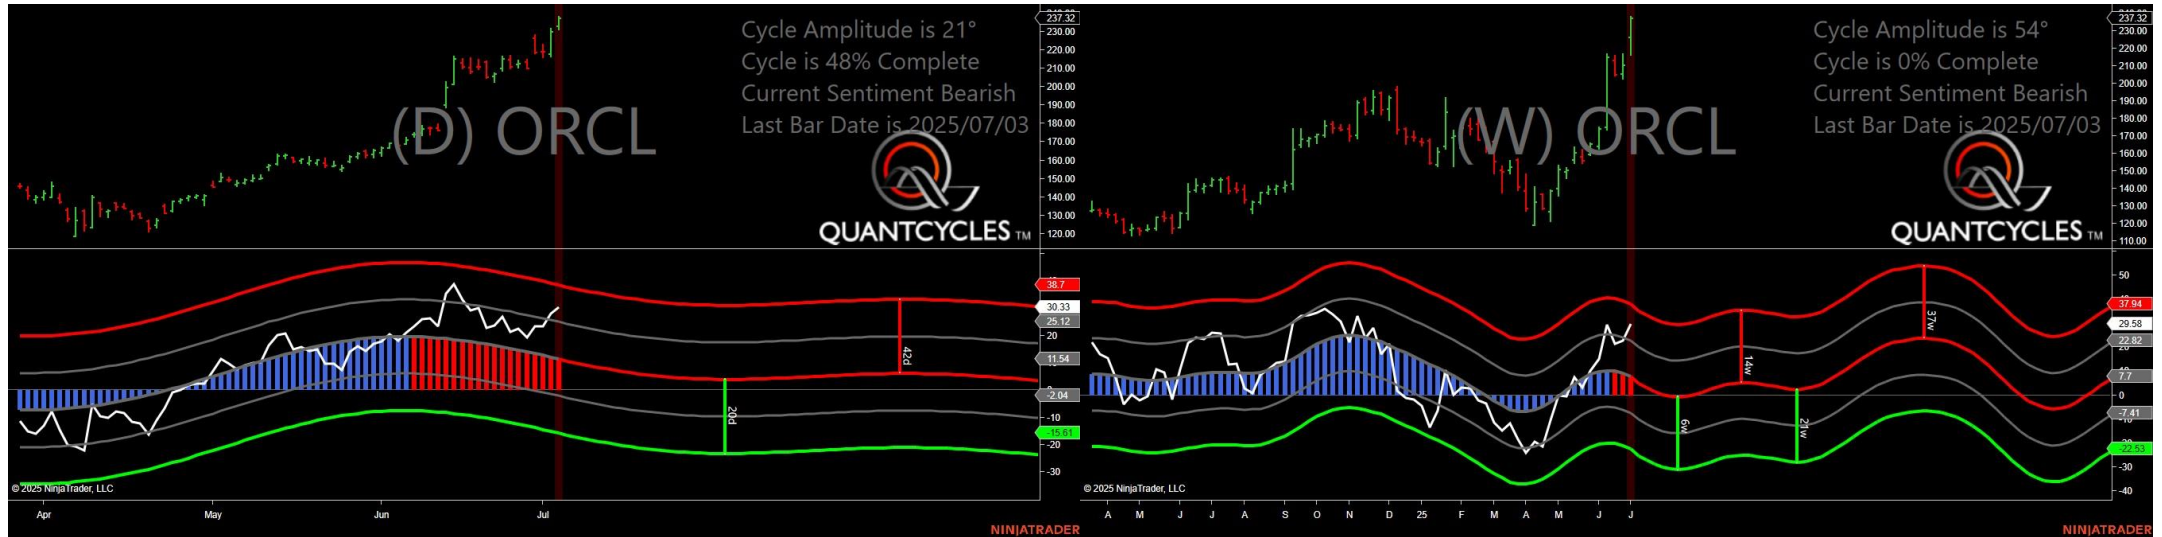 Cycle Amplitude is 21°
Cycle is 48% Complete
Current Sentiment Bearish
Last Bar Date is 2025/07/03
(D) ORCL
QUANTCYCLES TM
237.32
230.00
220.00
210.00
200.00
190.00
180.00
170.00
160.00
150.00
140.00
130.00
120.00
38.7
30.33
25.12
20
11.54
0
-2.04
-10
-15.61
-20
-30
42d
20d
© 2025 NinjaTrader, LLC
Apr May Jun Jul
NINJATRADER
Cycle Amplitude is 54°
Cycle is 0% Complete
Current Sentiment Bearish
Last Bar Date is 2025/07/03
(W) ORCL
QUANTCYCLES TM
237.32
230.00
220.00
210.00
200.00
190.00
180.00
170.00
160.00
150.00
140.00
130.00
120.00
110.00
50
37.94
29.58
22.82
7.7
0
-7.41
-22.53
-30
-40
37w
14w
6w
21w
© 2025 NinjaTrader, LLC
A M J J A S O N D 25 F M A M J J
NINJATRADER